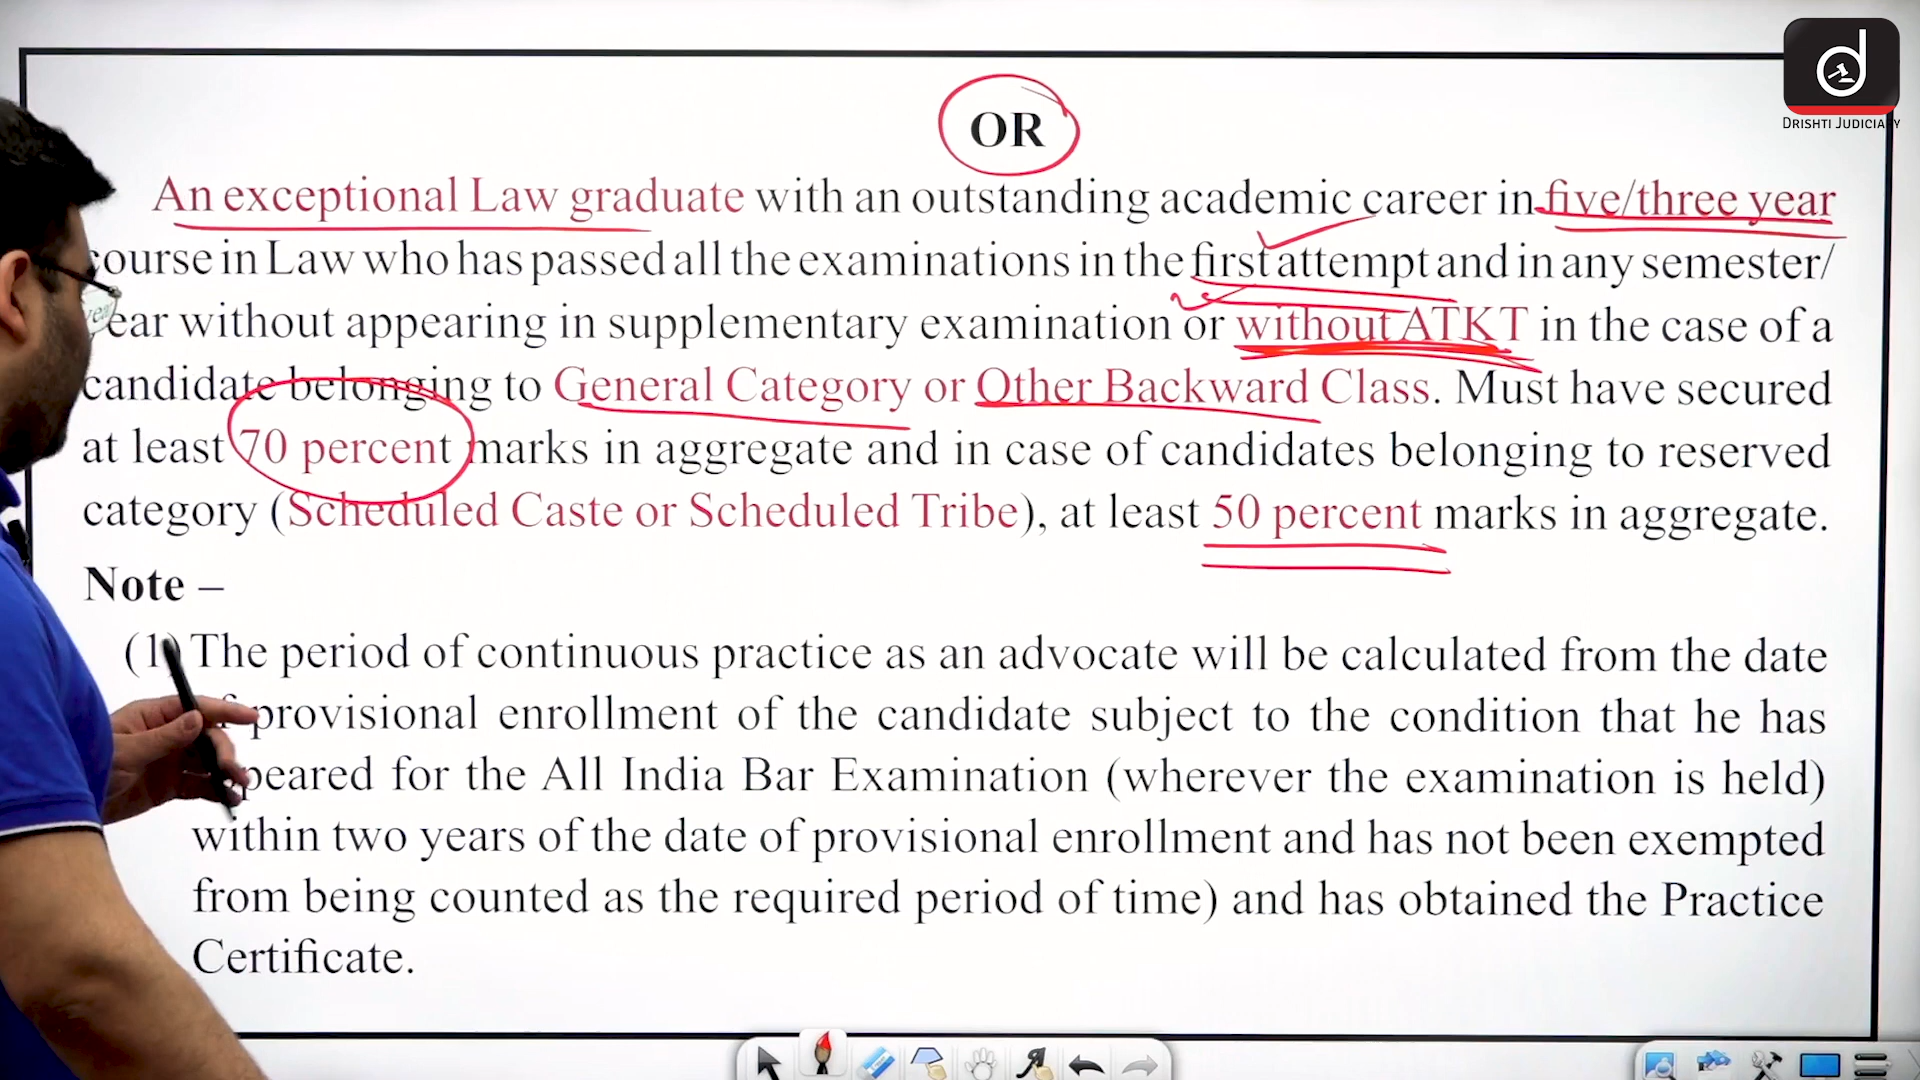 DRISHTI JUDICIARY
OR
An exceptional Law graduate with an outstanding academic career in five/three year
course in Law who has passed all the examinations in the first attempt and in any semester/
year without appearing in supplementary examination or without ATKT in the case of a
candidate belonging to General Category or Other Backward Class. Must have secured
at least 70 percent marks in aggregate and in case of candidates belonging to reserved
category (Scheduled Caste or Scheduled Tribe), at least 50 percent marks in aggregate.
Note –
(1) The period of continuous practice as an advocate will be calculated from the date
of provisional enrollment of the candidate subject to the condition that he has
appeared for the All India Bar Examination (wherever the examination is held)
within two years of the date of provisional enrollment and has not been exempted
from being counted as the required period of time) and has obtained the Practice
Certificate.